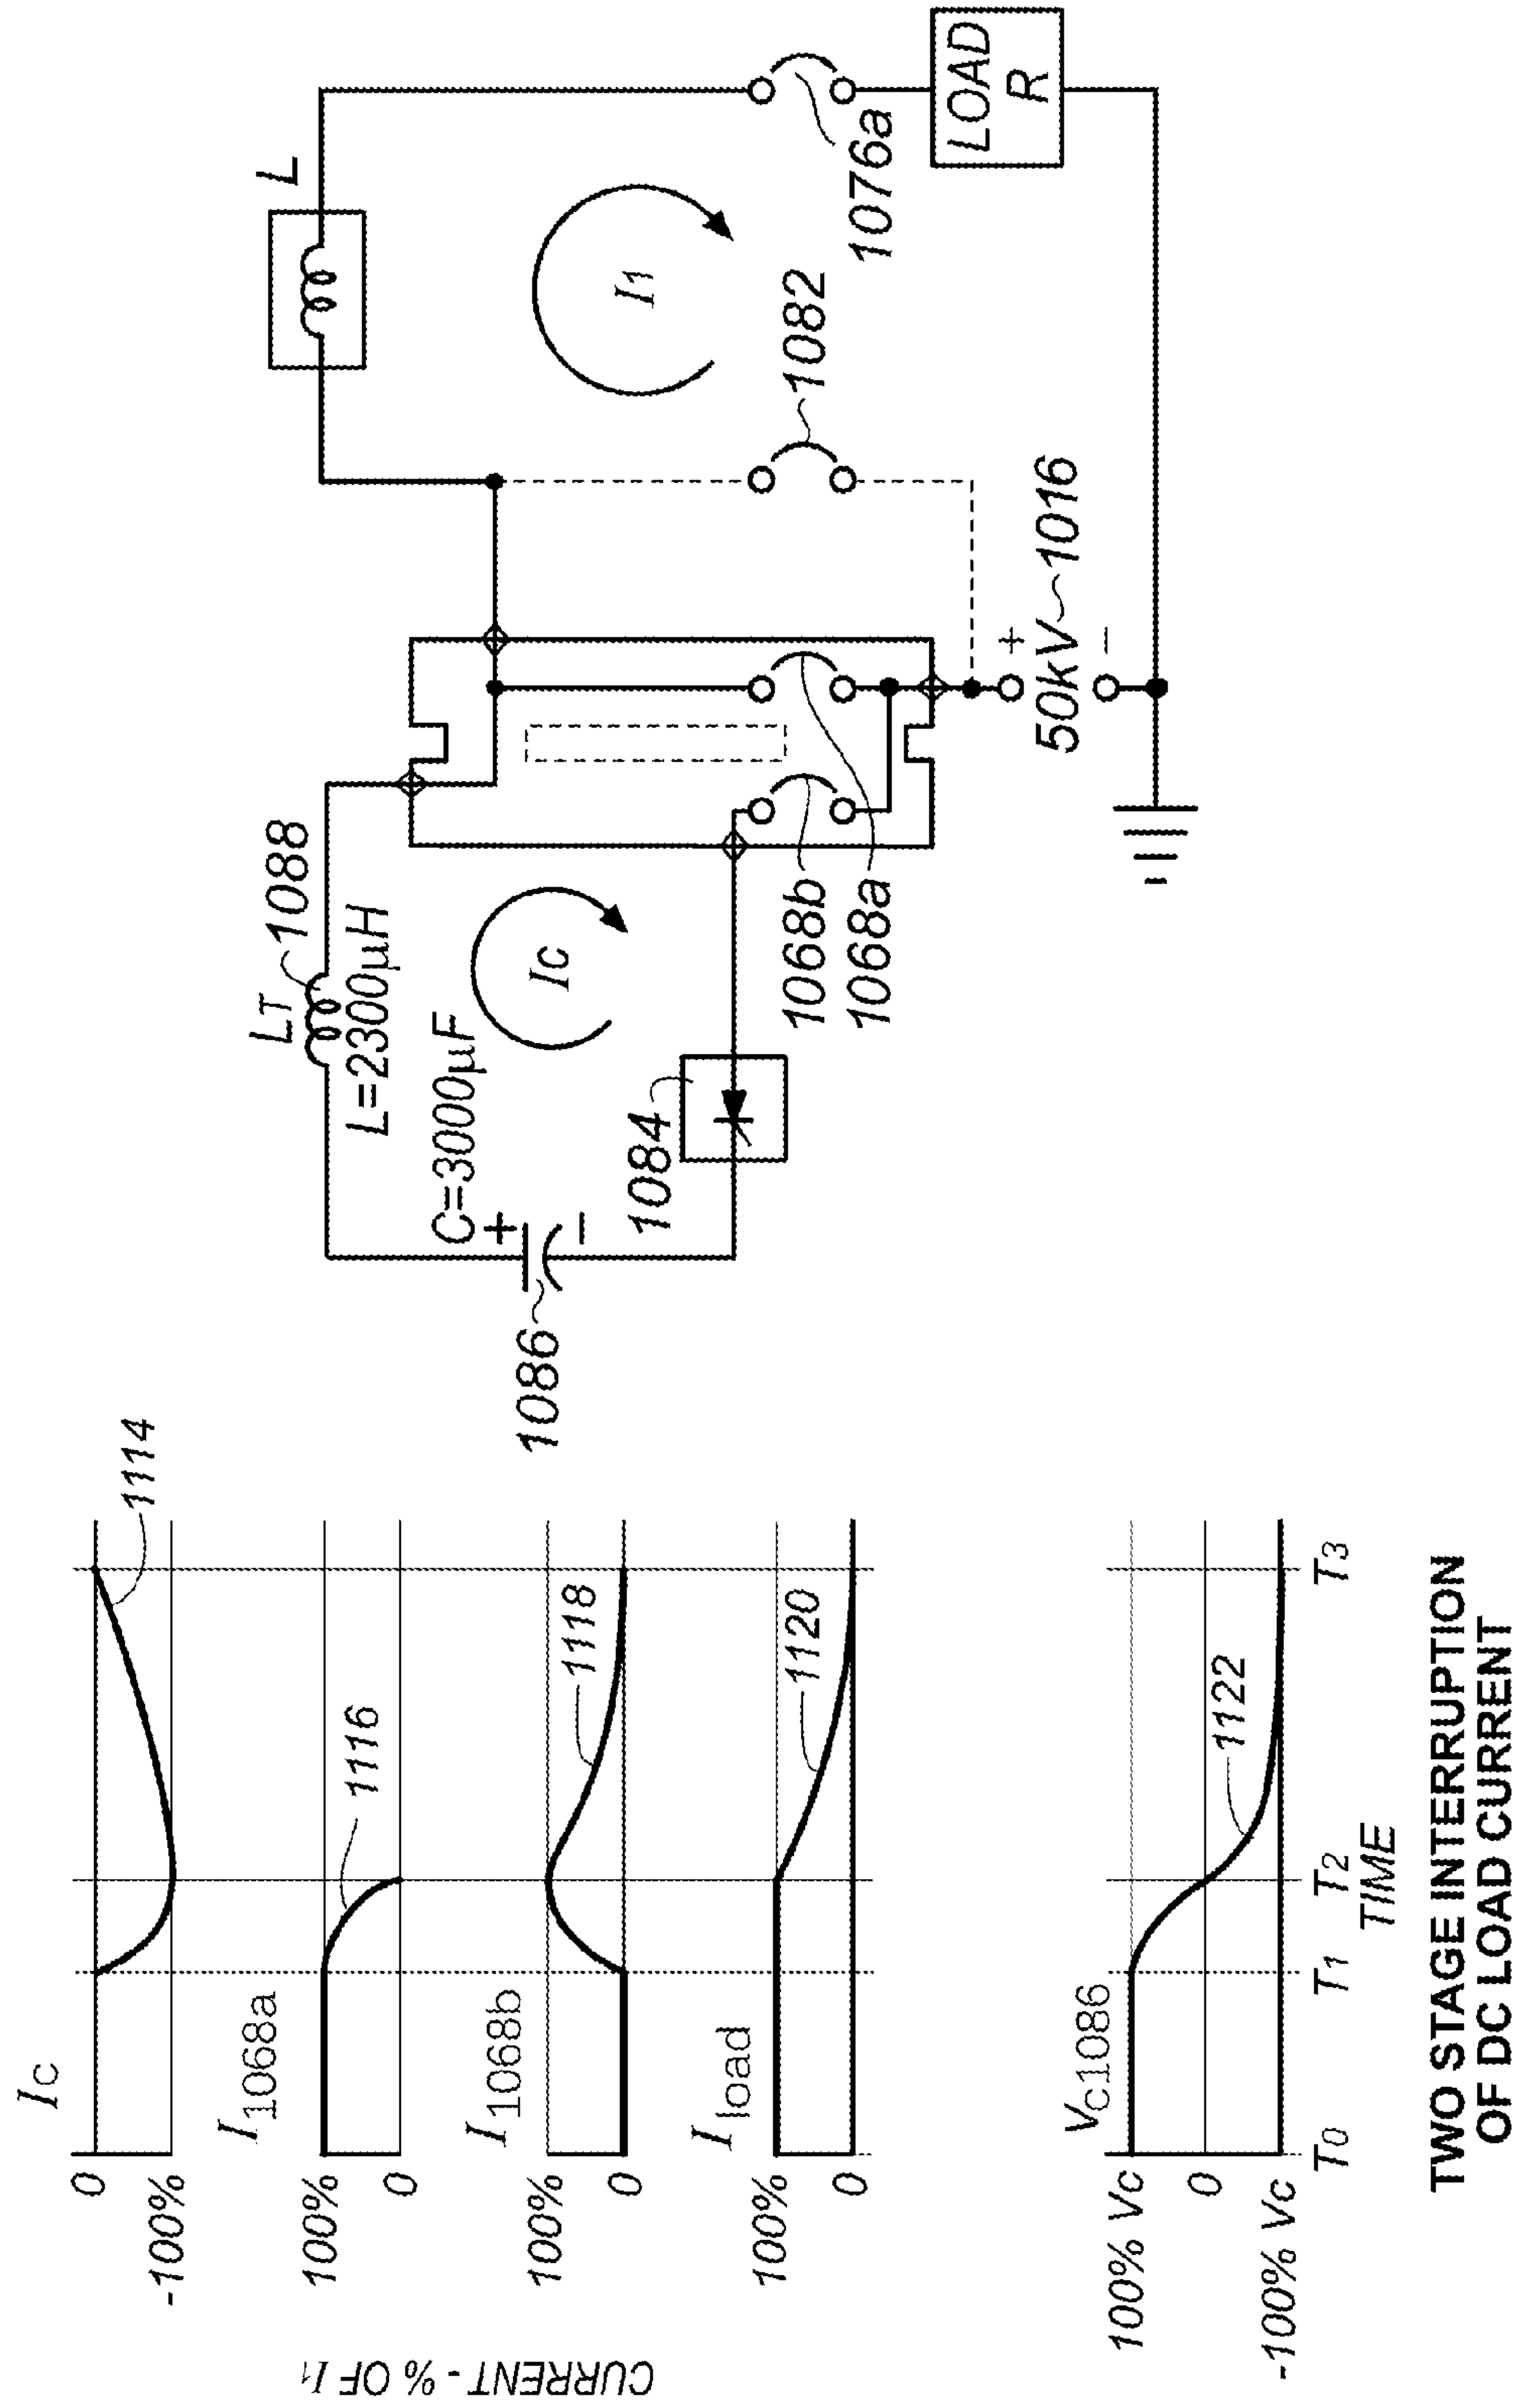 Ic
0
-100%
1114
I1068a
100%
0
1116
I1068b
100%
0
1118
Iload
100%
0
1120
CURRENT - % OF I1
VC1086
100% Vc
0
-100% Vc
1122
T0
T1
T2
T3
TIME
LT
1088
L=2300μH
C=3000μF
+
−
1086
Ic
1084
1068b
1068a
L
I1
1082
1076a
LOAD
R
+
50kV
1016
−
TWO STAGE INTERRUPTION
OF DC LOAD CURRENT